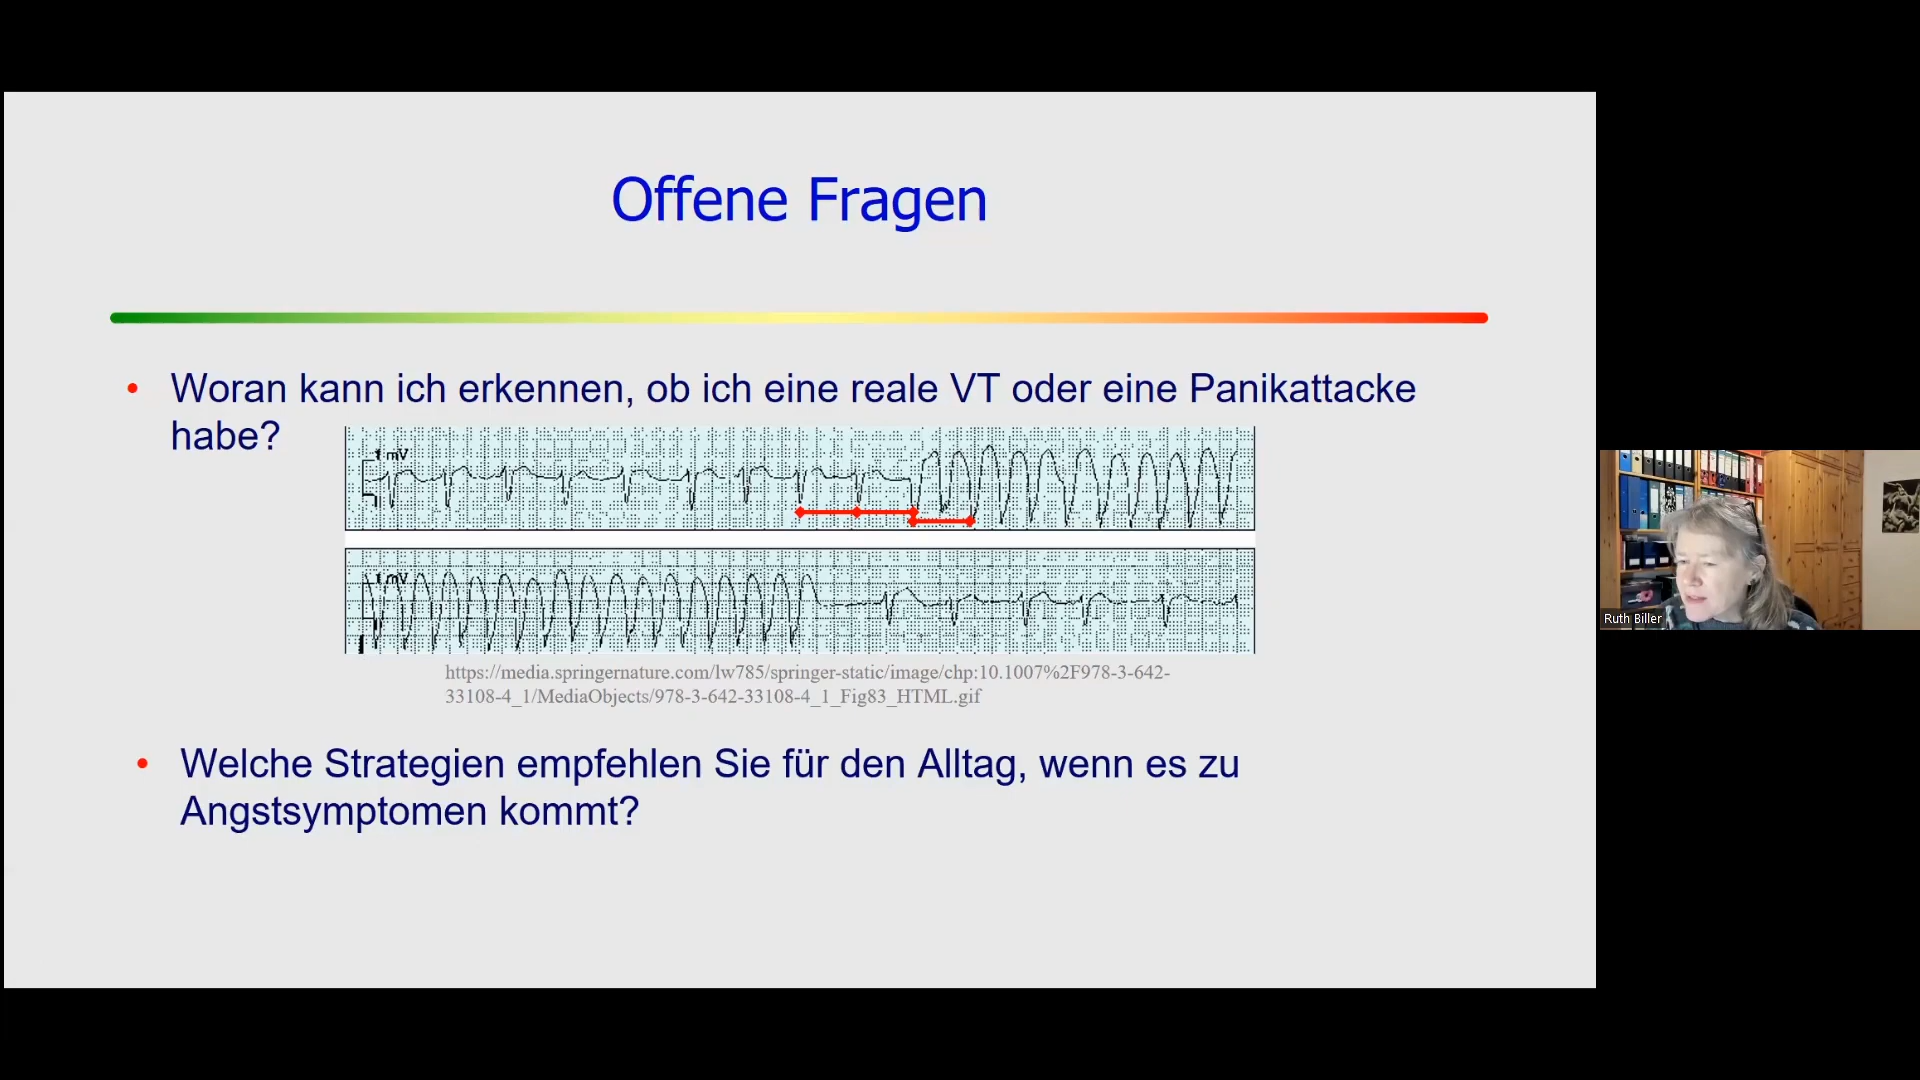 Offene Fragen
• Woran kann ich erkennen, ob ich eine reale VT oder eine Panikattacke
habe?
1 mV
1 mV
https://media.springernature.com/lw785/springer-static/image/chp:10.1007%2F978-3-642-
33108-4_1/MediaObjects/978-3-642-33108-4_1_Fig83_HTML.gif
• Welche Strategien empfehlen Sie für den Alltag, wenn es zu
Angstsymptomen kommt?
Ruth Biller